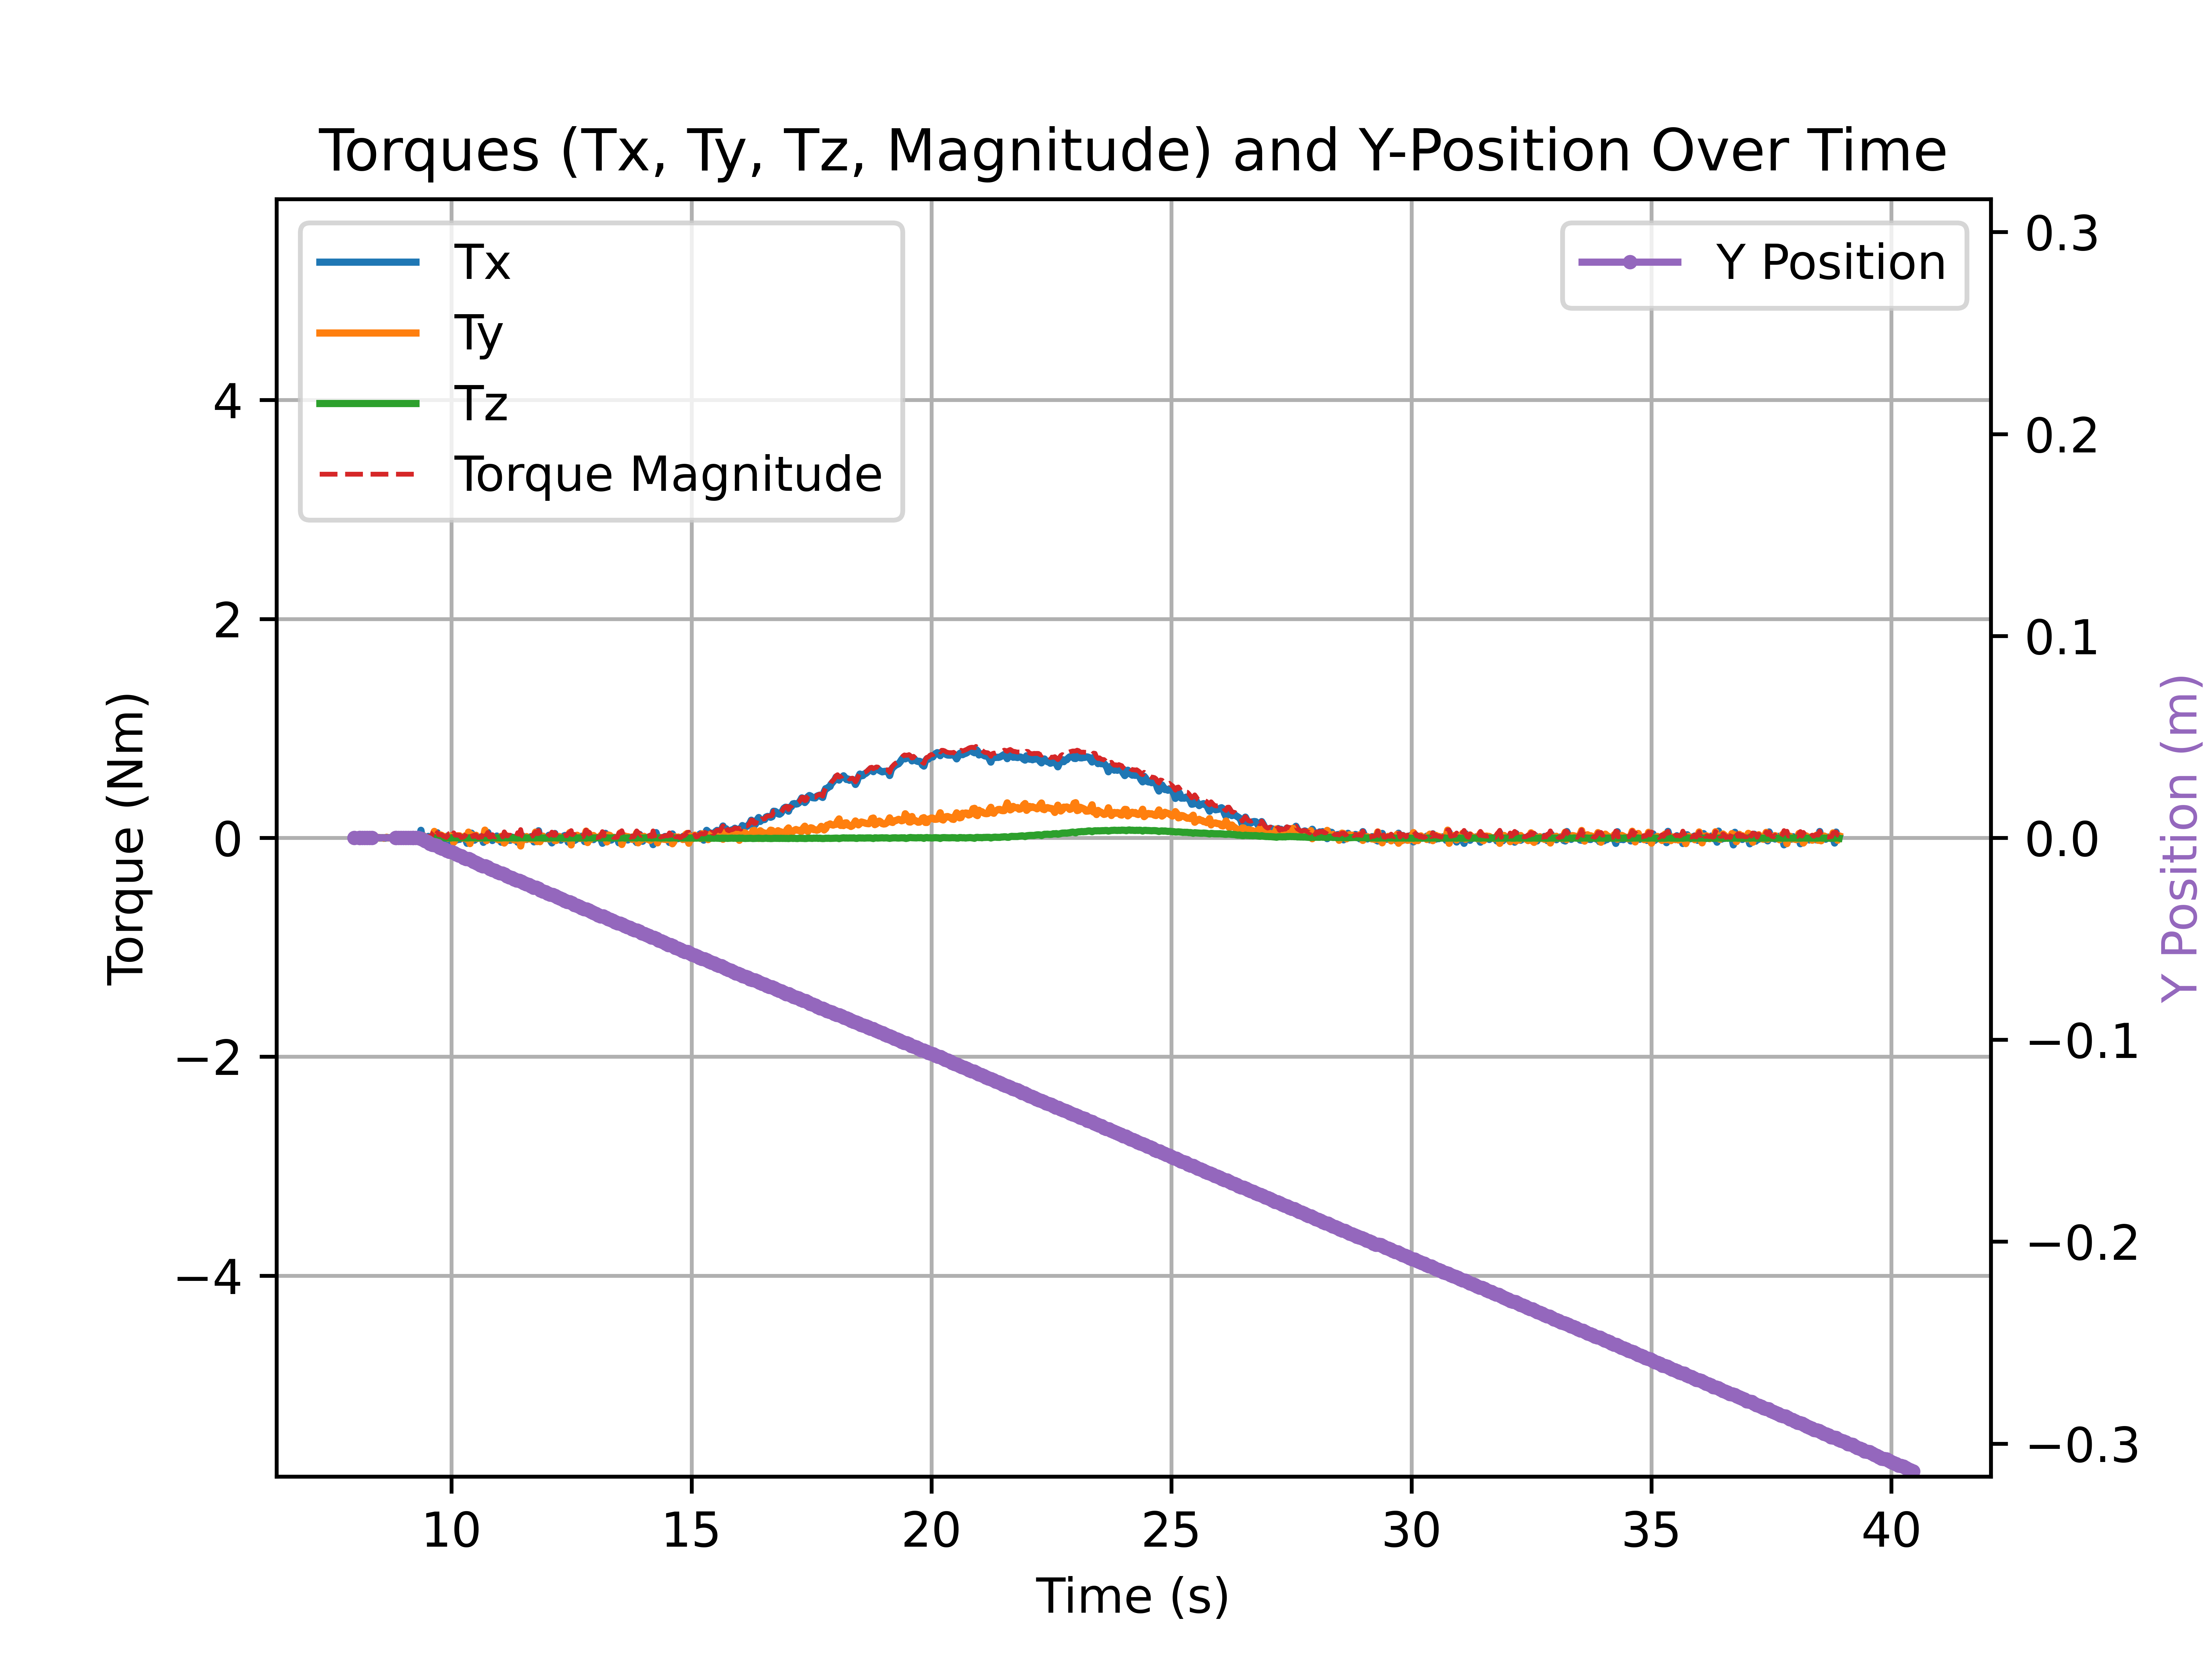 Torques (Tx, Ty, Tz, Magnitude) and Y-Position Over Time
Tx
Ty
Tz
Torque Magnitude
Y Position
4
2
0
−2
−4
Torque (Nm)
0.3
0.2
0.1
0.0
−0.1
−0.2
−0.3
Y Position (m)
10 15 20 25 30 35 40
Time (s)